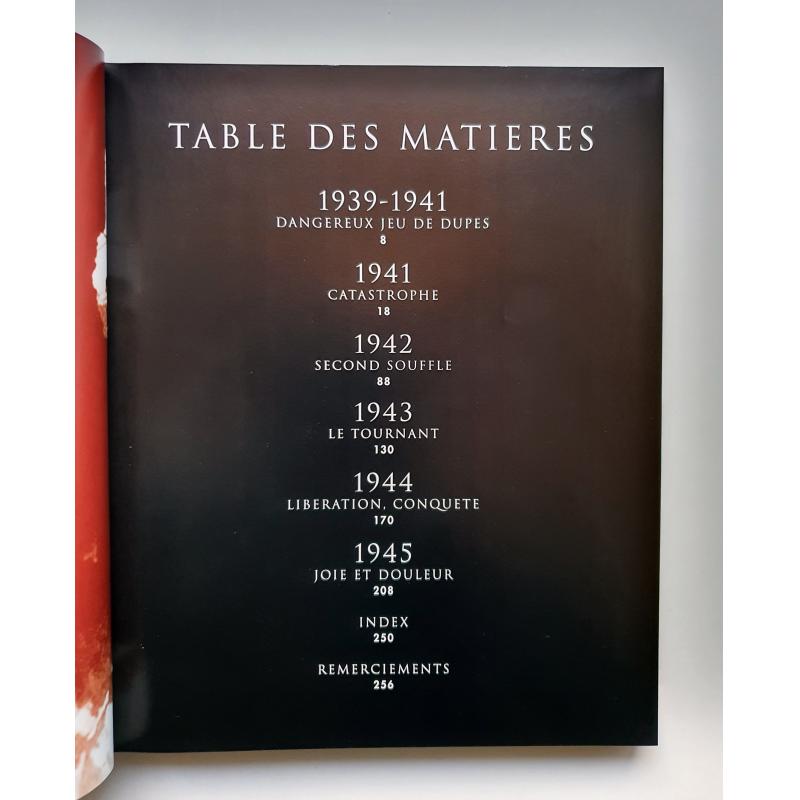 TABLE DES MATIERES
1939-1941
DANGEREUX JEU DE DUPES
8
1941
CATASTROPHE
18
1942
SECOND SOUFFLE
88
1943
LE TOURNANT
130
1944
LIBERATION, CONQUETE
170
1945
JOIE ET DOULEUR
208
INDEX
250
REMERCIEMENTS
256